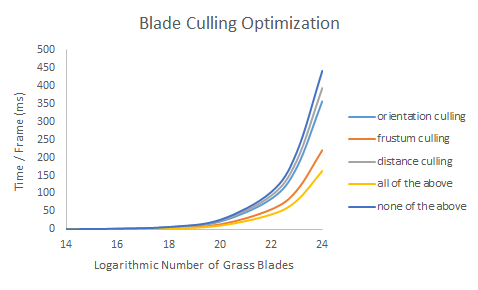 Blade Culling Optimization
500
450
400
350
300
250
200
150
100
50
0
Time / Frame (ms)
14 16 18 20 22 24
Logarithmic Number of Grass Blades
orientation culling
frustum culling
distance culling
all of the above
none of the above